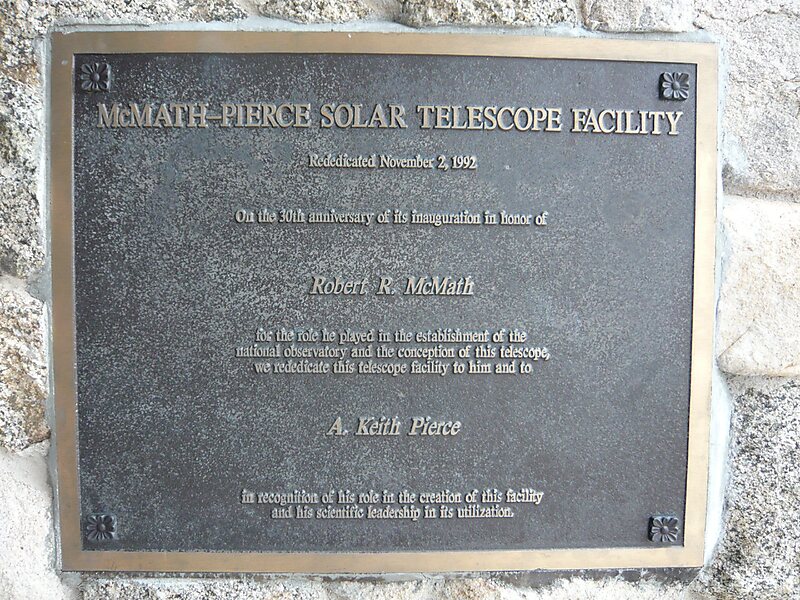 McMATH–PIERCE SOLAR TELESCOPE FACILITY
Rededicated November 2, 1992
On the 30th anniversary of its inauguration in honor of
Robert R. McMath
for the role he played in the establishment of the
national observatory and the conception of this telescope,
we rededicate this telescope facility to him and to
A. Keith Pierce
in recognition of his role in the creation of this facility
and his scientific leadership in its utilization.